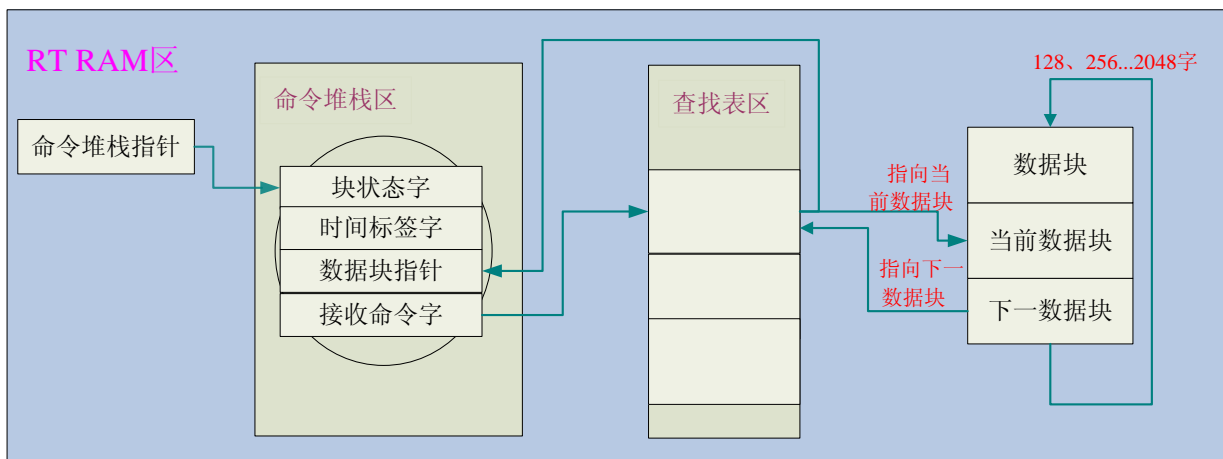 RT RAM区
命令堆栈指针
命令堆栈区
块状态字
时间标签字
数据块指针
接收命令字
查找表区
指向当
前数据块
指向下一
数据块
128、256...2048字
数据块
当前数据块
下一数据块